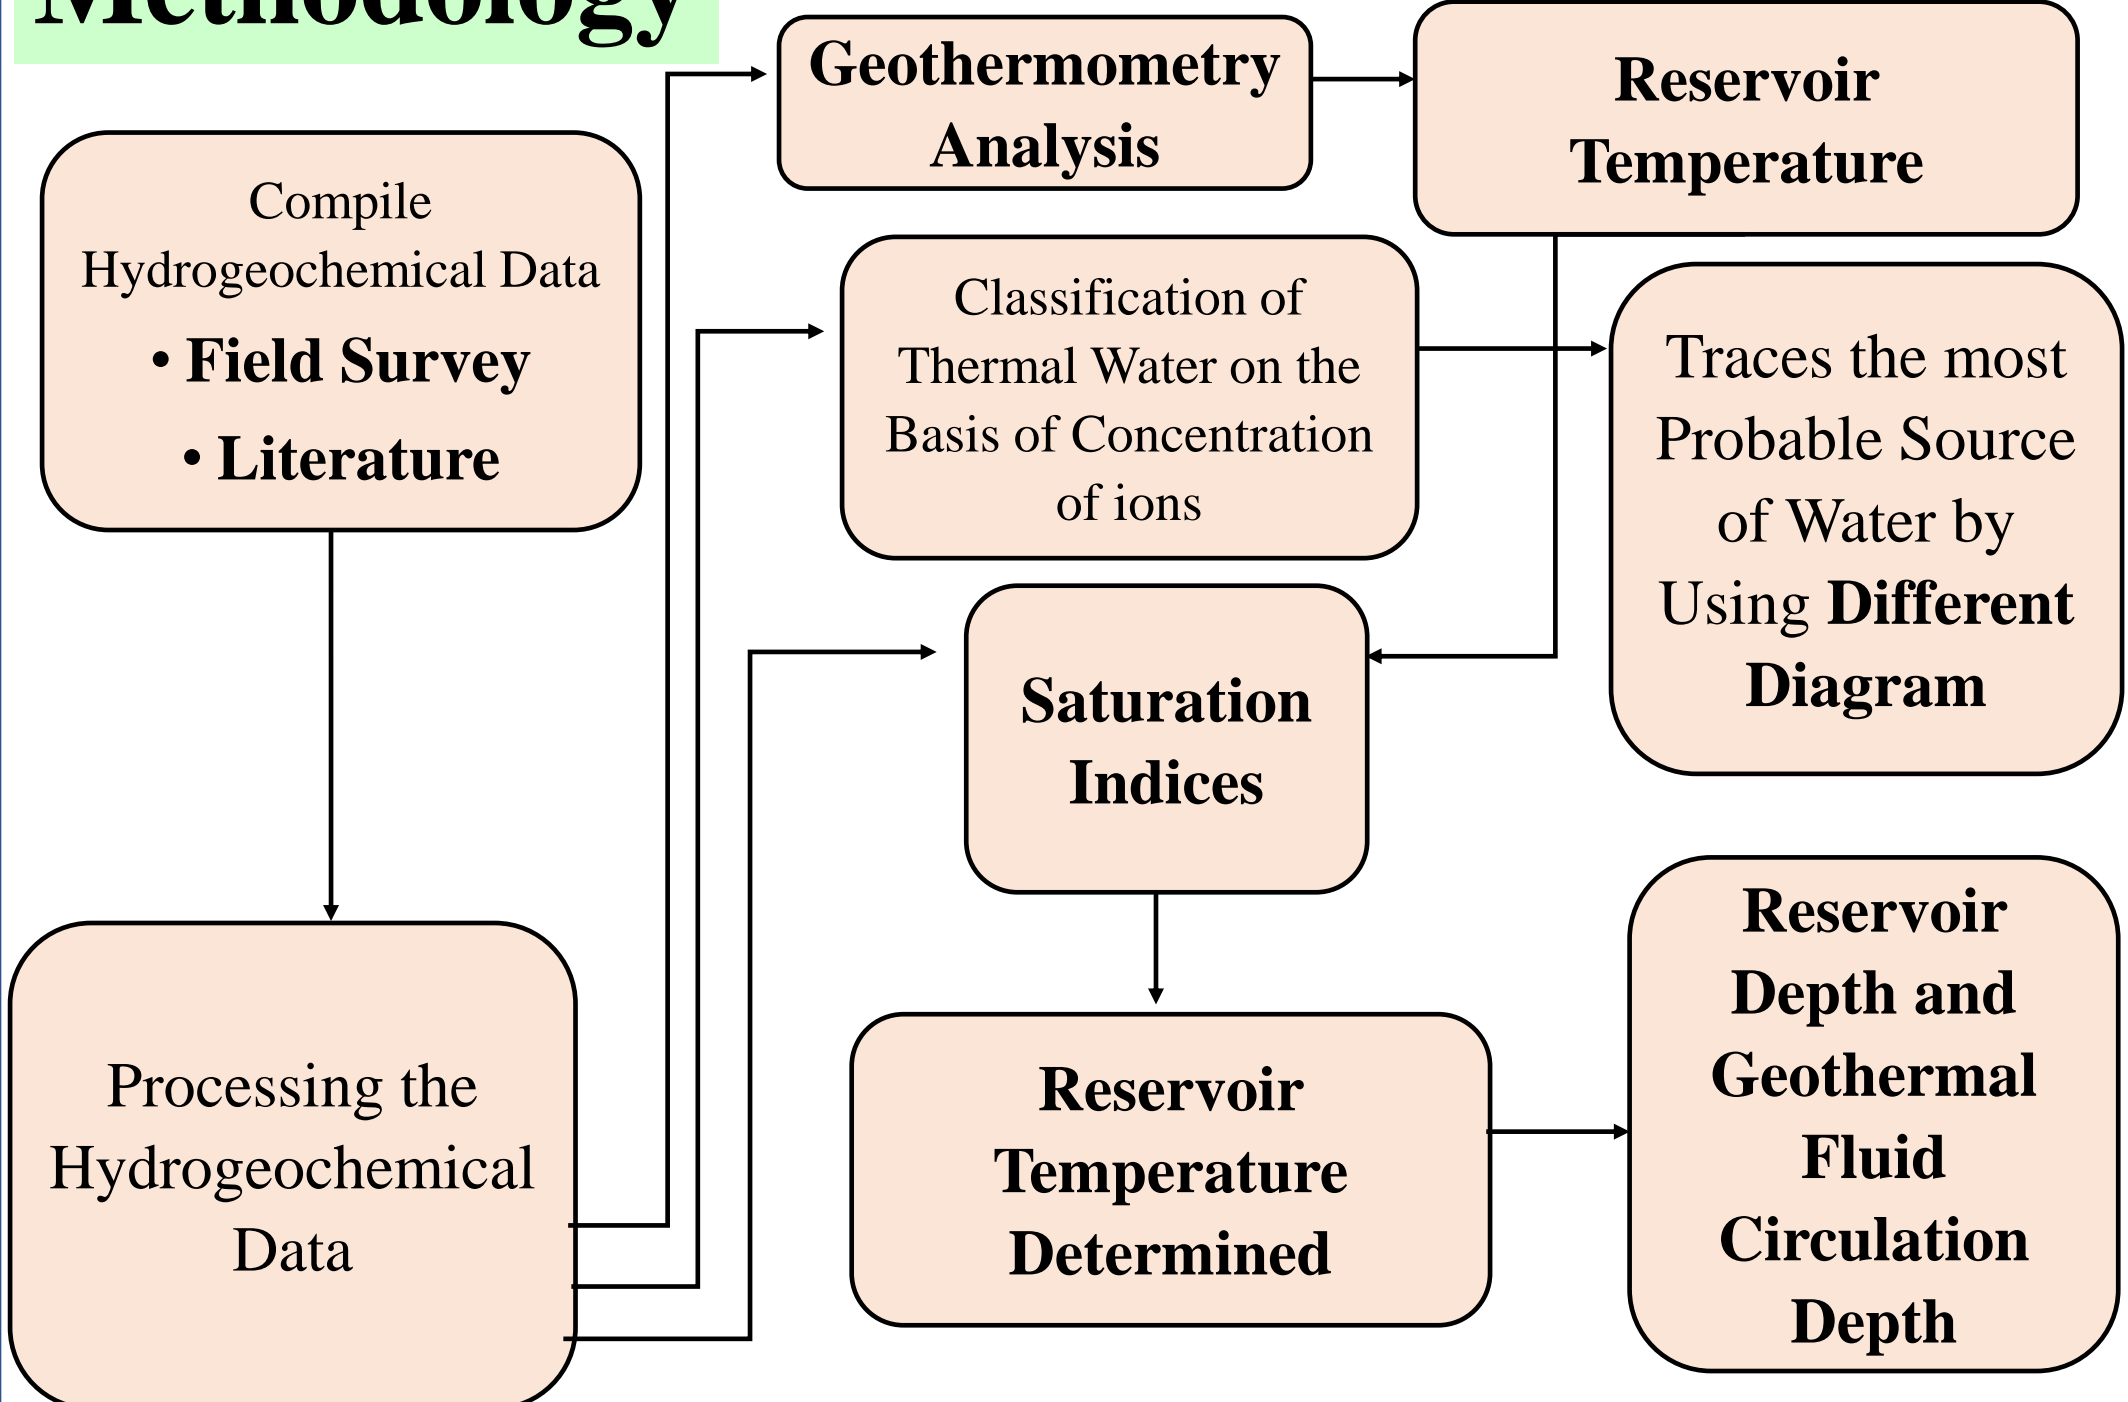 Methodology
Geothermometry
Analysis
Reservoir
Temperature
Compile
Hydrogeochemical Data
• Field Survey
• Literature
Classification of
Thermal Water on the
Basis of Concentration
of ions
Traces the most
Probable Source
of Water by
Using Different
Diagram
Saturation
Indices
Processing the
Hydrogeochemical
Data
Reservoir
Temperature
Determined
Reservoir
Depth and
Geothermal
Fluid
Circulation
Depth